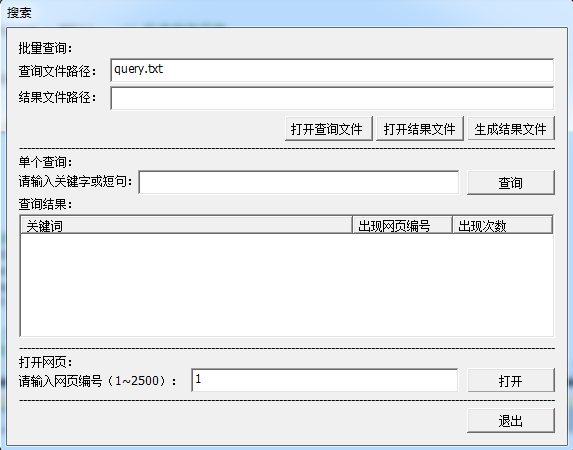 搜索
批量查询：
查询文件路径： query.txt
结果文件路径：
打开查询文件 打开结果文件 生成结果文件
单个查询：
请输入关键字或短句： 查询
查询结果：
关键词 出现网页编号 出现次数
打开网页：
请输入网页编号（1~2500）： 1 打开
退出